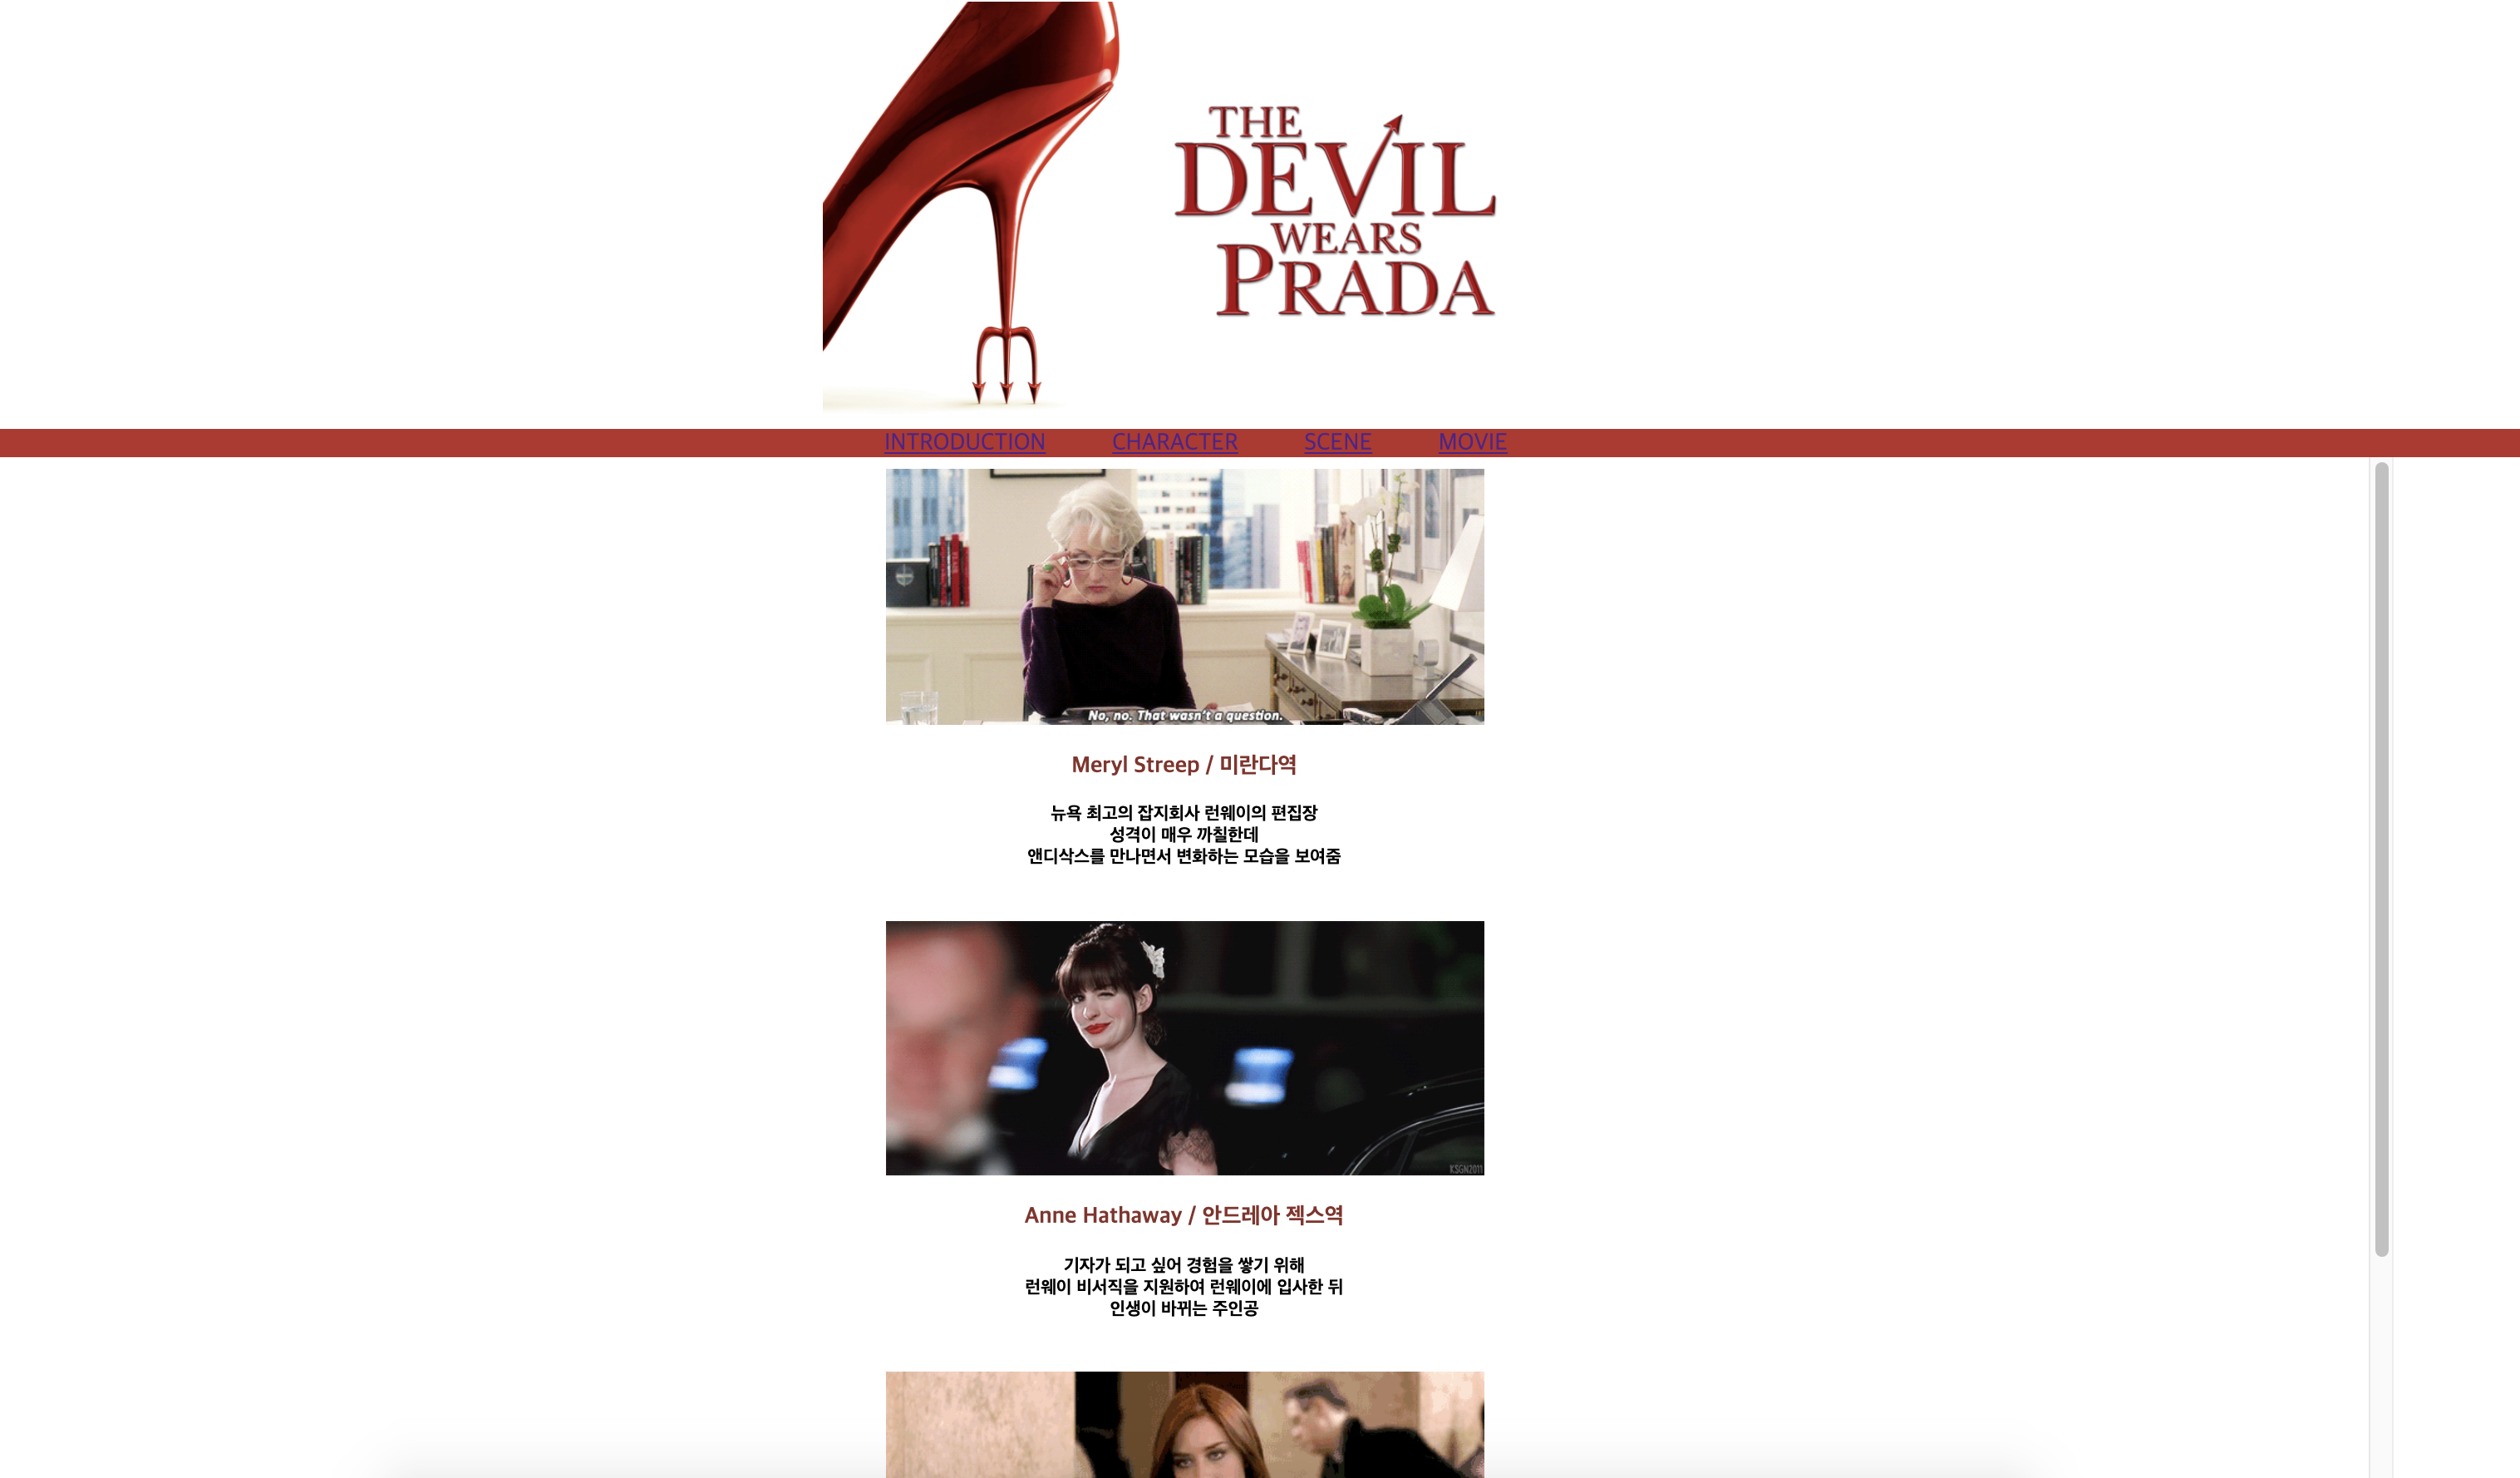 THE
DEVIL
WEARS
PRADA
INTRODUCTION CHARACTER SCENE MOVIE
No, no. That wasn't a question.
Meryl Streep / 미란다역
뉴욕 최고의 잡지회사 런웨이의 편집장
성격이 매우 까칠한데
앤디삭스를 만나면서 변화하는 모습을 보여줌
KSGN2011
Anne Hathaway / 안드레아 젝스역
기자가 되고 싶어 경험을 쌓기 위해
런웨이 비서직을 지원하여 런웨이에 입사한 뒤
인생이 바뀌는 주인공